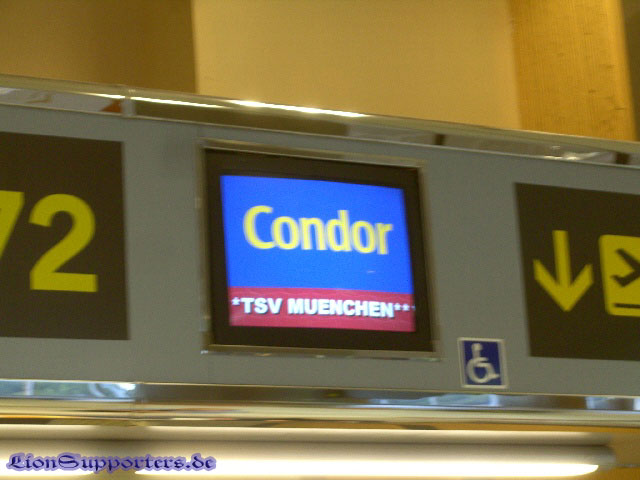 72
Condor
*TSV MUENCHEN**
LionSupporters.de